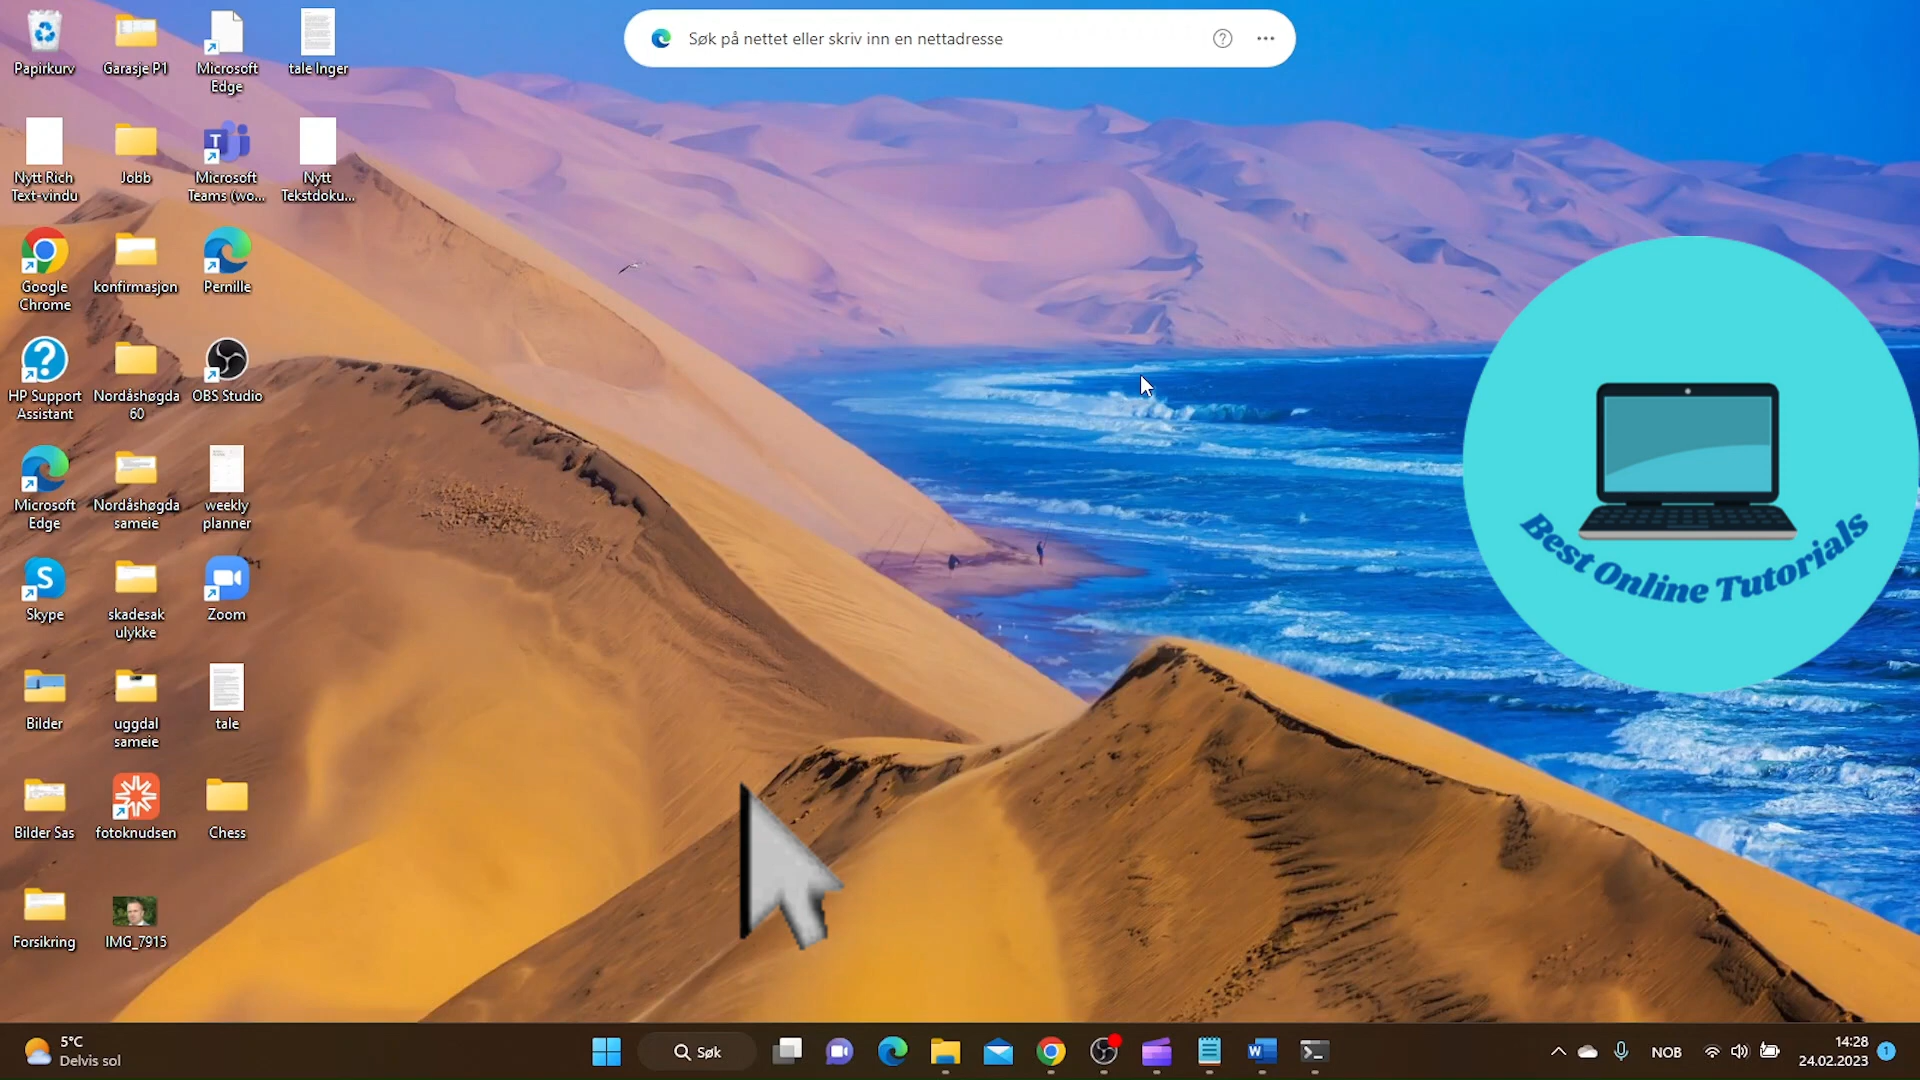 Søk på nettet eller skriv inn en nettadresse
Papirkurv
Garasje P1
Microsoft
Edge
tale Inger
Nytt Rich
Text-vindu
Jobb
Microsoft
Teams (wo...
Nytt
Tekstdoku...
Google
Chrome
konfirmasjon
Pernille
HP Support
Assistant
Nordåshøgda
60
OBS Studio
Microsoft
Edge
Nordåshøgda
sameie
weekly
planner
Skype
skadesak
ulykke
Zoom
Bilder
uggdal
sameie
tale
Bilder Sas
fotoknudsen
Chess
Forsikring
IMG_7915
Best Online Tutorials
5°C
Delvis sol
Søk
NOB
14:28
24.02.2023
1